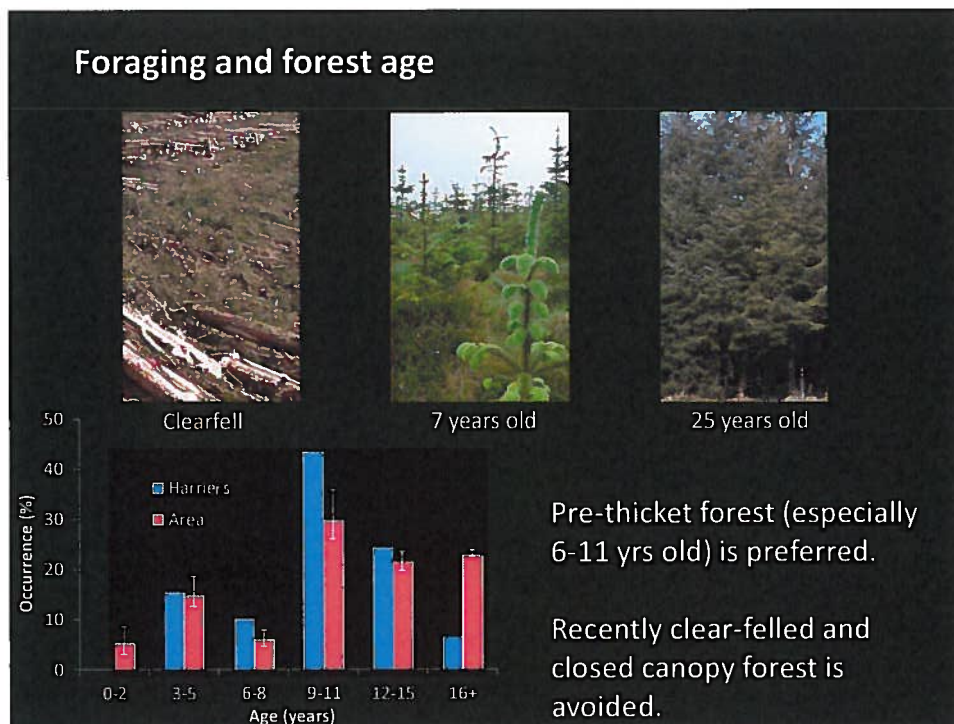 Foraging and forest age
Clearfell
7 years old
25 years old
50
40
30
20
10
0
Occurrence (%)
Harriers
Area
0-2
3-5
6-8
9-11
12-15
16+
Age (years)
Pre-thicket forest (especially
6-11 yrs old) is preferred.
Recently clear-felled and
closed canopy forest is
avoided.